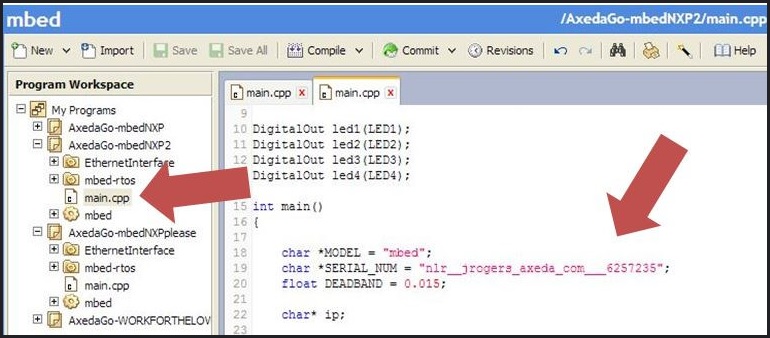 mbed /AxedaGo-mbedNXP2/main.cpp
New Import Save Save All Compile Commit Revisions Help
Program Workspace
My Programs
AxedaGo-mbedNXP
AxedaGo-mbedNXP2
EthernetInterface
mbed-rtos
main.cpp
mbed
AxedaGo-mbedNXPplease
EthernetInterface
mbed-rtos
main.cpp
mbed
AxedaGo-WORKFORTHELOV
main.cpp x main.cpp x
9
10 DigitalOut led1(LED1);
11 DigitalOut led2(LED2);
12 DigitalOut led3(LED3);
13 DigitalOut led4(LED4);
14
15 int main()
16 {
17
18 char *MODEL = "mbed";
19 char *SERIAL_NUM = "nlr__jrogers_axeda_com___6257235";
20 float DEADBAND = 0.015;
21
22 char* ip;
23